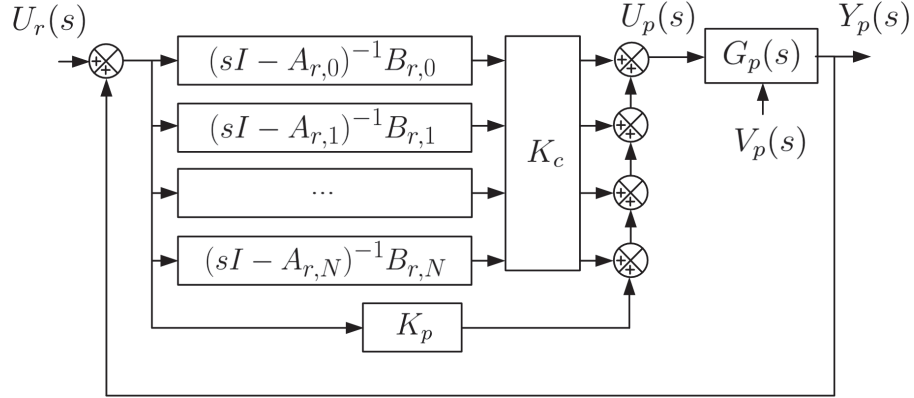 U_r(s)
U_p(s)
Y_p(s)
(sI − A_{r,0})^{−1}B_{r,0}
G_p(s)
(sI − A_{r,1})^{−1}B_{r,1}
K_c
V_p(s)
...
(sI − A_{r,N})^{−1}B_{r,N}
K_p